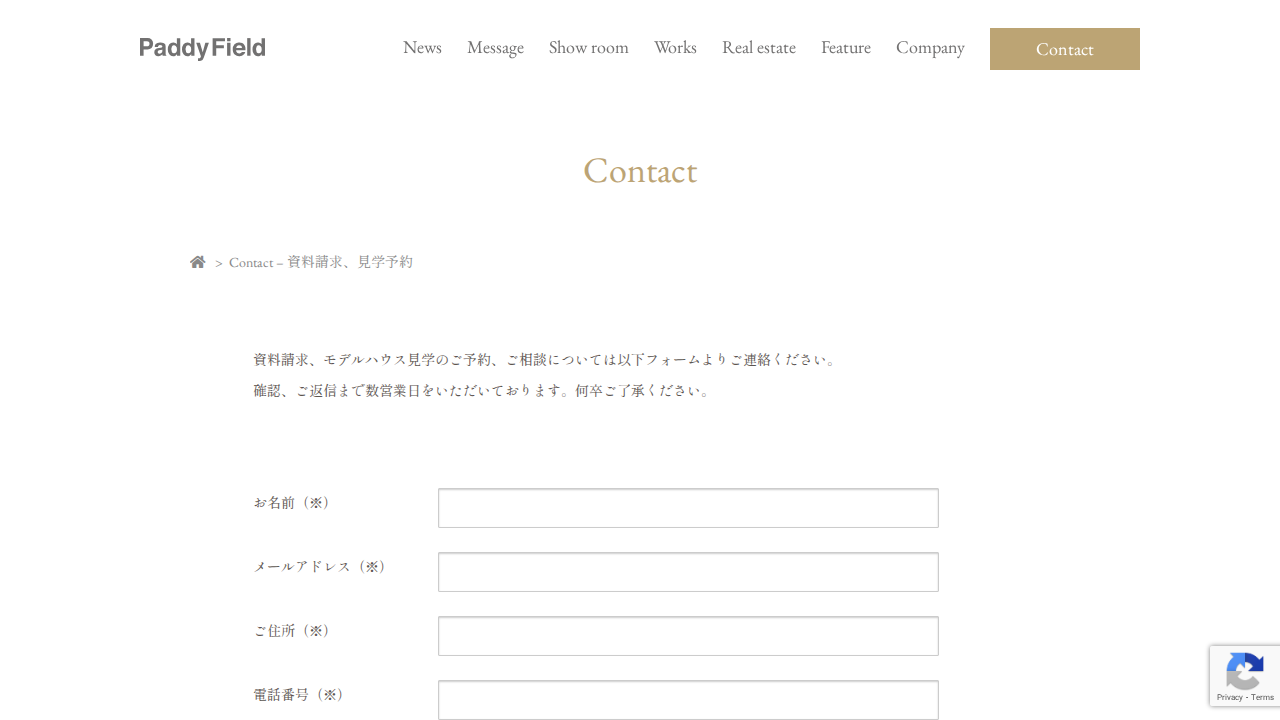 PaddyField
News Message Show room Works Real estate Feature Company Contact
Contact
> Contact – 資料請求、見学予約
資料請求、モデルハウス見学のご予約、ご相談については以下フォームよりご連絡ください。
確認、ご返信まで数営業日をいただいております。何卒ご了承ください。
お名前（※）
メールアドレス（※）
ご住所（※）
電話番号（※）
Privacy - Terms